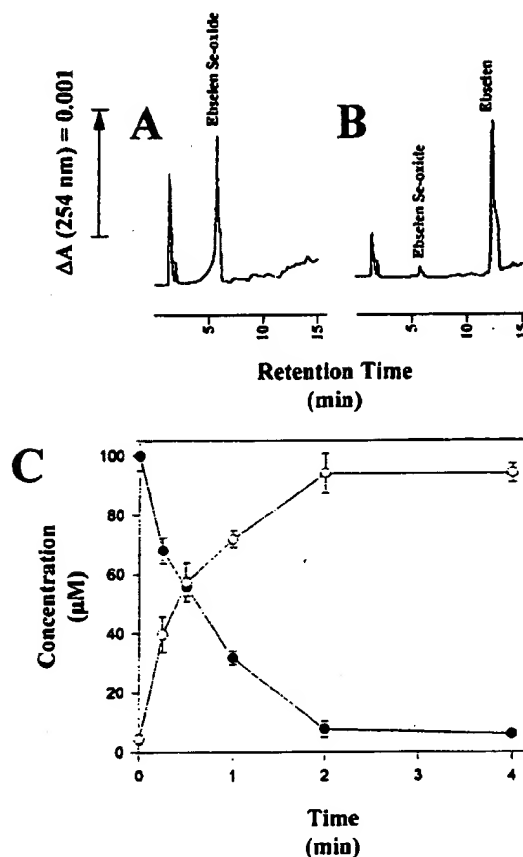 A
B
Ebselen Se-oxide
Ebselen Se-oxide
Ebselen
ΔA (254 nm) = 0.001
5
10
15
5
10
15
Retention Time
(min)
C
100
80
60
40
20
0
Concentration
(μM)
0
1
2
3
4
Time
(min)